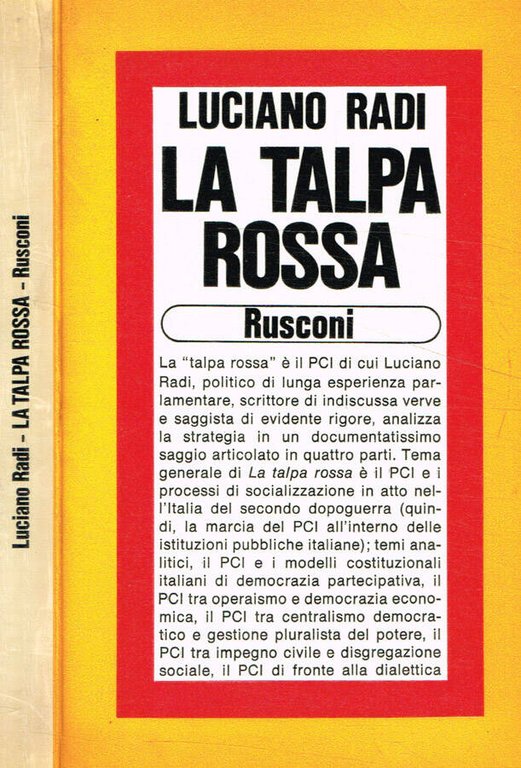 Luciano Radi - LA TALPA ROSSA - Rusconi
LUCIANO RADI
LA TALPA
ROSSA
Rusconi
La "talpa rossa" è il PCI di cui Luciano
Radi, politico di lunga esperienza par-
lamentare, scrittore di indiscussa verve
e saggista di evidente rigore, analizza
la strategia in un documentatissimo
saggio articolato in quattro parti. Tema
generale di La talpa rossa è il PCI e i
processi di socializzazione in atto nel-
l'Italia del secondo dopoguerra (quin-
di, la marcia del PCI all'interno delle
istituzioni pubbliche italiane); temi ana-
litici, il PCI e i modelli costituzionali
italiani di democrazia partecipativa, il
PCI tra operaismo e democrazia econo-
mica, il PCI tra centralismo democra-
tico e gestione pluralista del potere, il
PCI tra impegno civile e disgregazione
sociale, il PCI di fronte alla dialettica